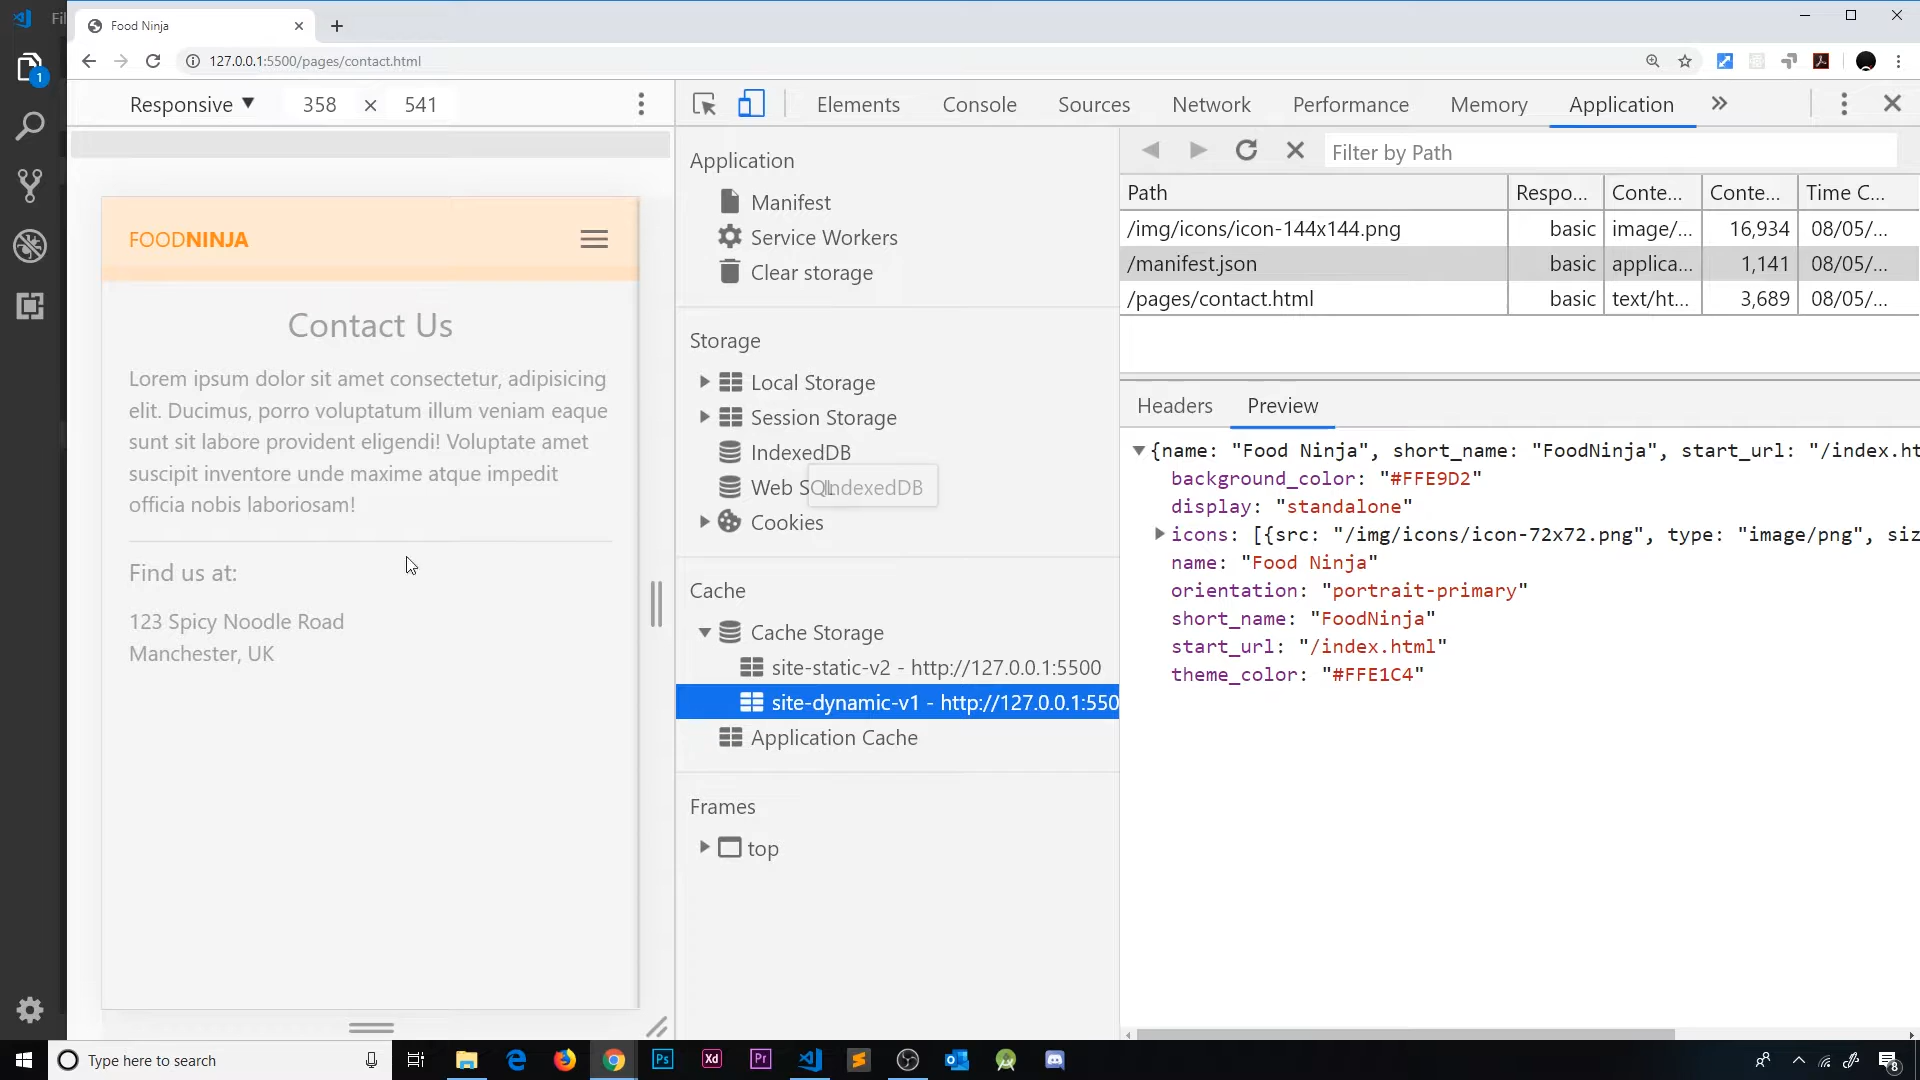 Fil
Food Ninja
127.0.0.1:5500/pages/contact.html
1
Responsive ▼ 358 × 541
Elements Console Sources Network Performance Memory Application »
Filter by Path
Path Respo... Conte... Conte... Time C...
/img/icons/icon-144x144.png basic image/... 16,934 08/05/...
/manifest.json basic applica... 1,141 08/05/...
/pages/contact.html basic text/ht... 3,689 08/05/...
FOODNINJA
Contact Us
Lorem ipsum dolor sit amet consectetur, adipisicing
elit. Ducimus, porro voluptatum illum veniam eaque
sunt sit labore provident eligendi! Voluptate amet
suscipit inventore unde maxime atque impedit
officia nobis laboriosam!
Find us at:
123 Spicy Noodle Road
Manchester, UK
Application
Manifest
Service Workers
Clear storage
Storage
Local Storage
Session Storage
IndexedDB
Web SQL
IndexedDB
Cookies
Cache
Cache Storage
site-static-v2 - http://127.0.0.1:5500
site-dynamic-v1 - http://127.0.0.1:550
Application Cache
Frames
top
Headers Preview
{name: "Food Ninja", short_name: "FoodNinja", start_url: "/index.ht
background_color: "#FFE9D2"
display: "standalone"
icons: [{src: "/img/icons/icon-72x72.png", type: "image/png", siz
name: "Food Ninja"
orientation: "portrait-primary"
short_name: "FoodNinja"
start_url: "/index.html"
theme_color: "#FFE1C4"
Type here to search
Ps
Xd
Pr
8